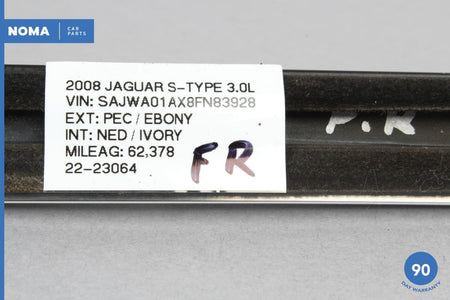 NOMA CAR PARTS
2008 JAGUAR S-TYPE 3.0L
VIN: SAJWA01AX8FN83928
EXT: PEC / EBONY
INT: NED / IVORY
MILEAG: 62,378
22-23064
FR
P.R
90
DAY WARRANTY